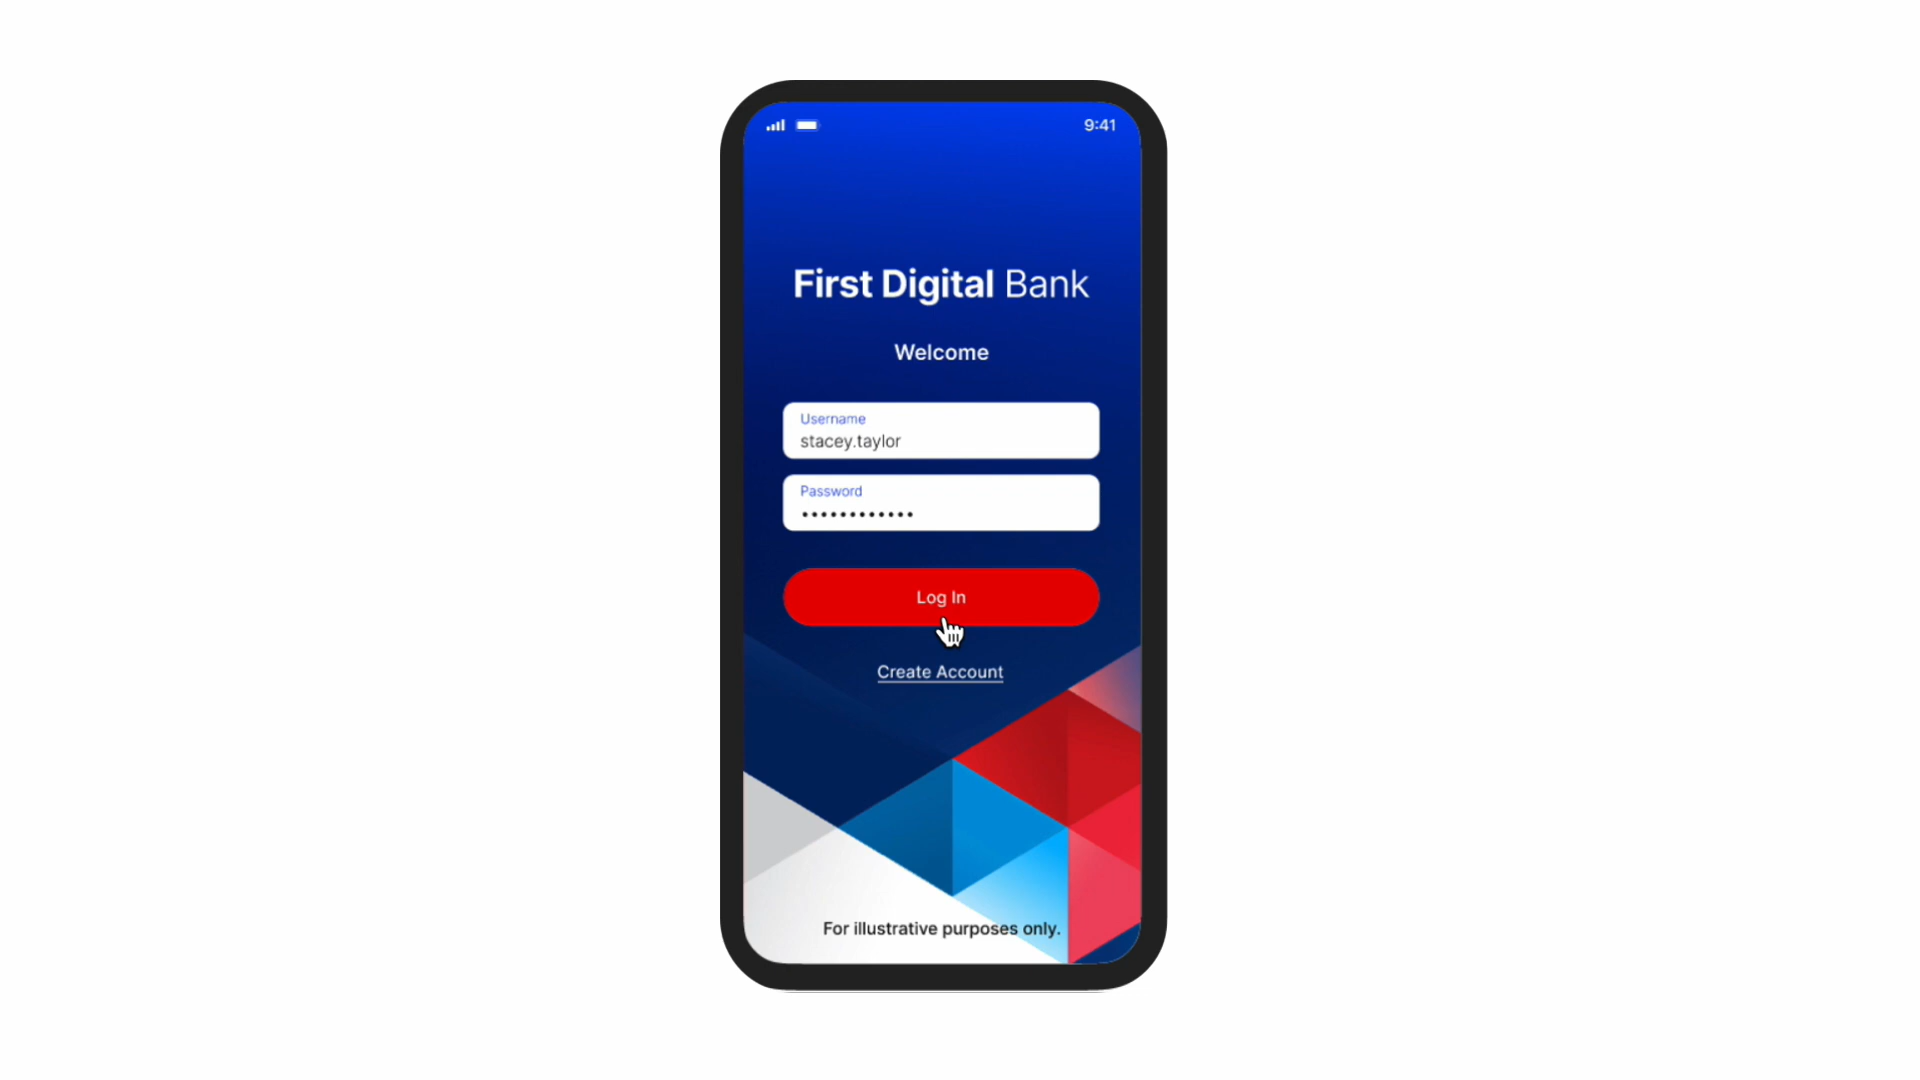 9:41
First Digital Bank
Welcome
Username
stacey.taylor
Password
••••••••••••
Log In
Create Account
For illustrative purposes only.